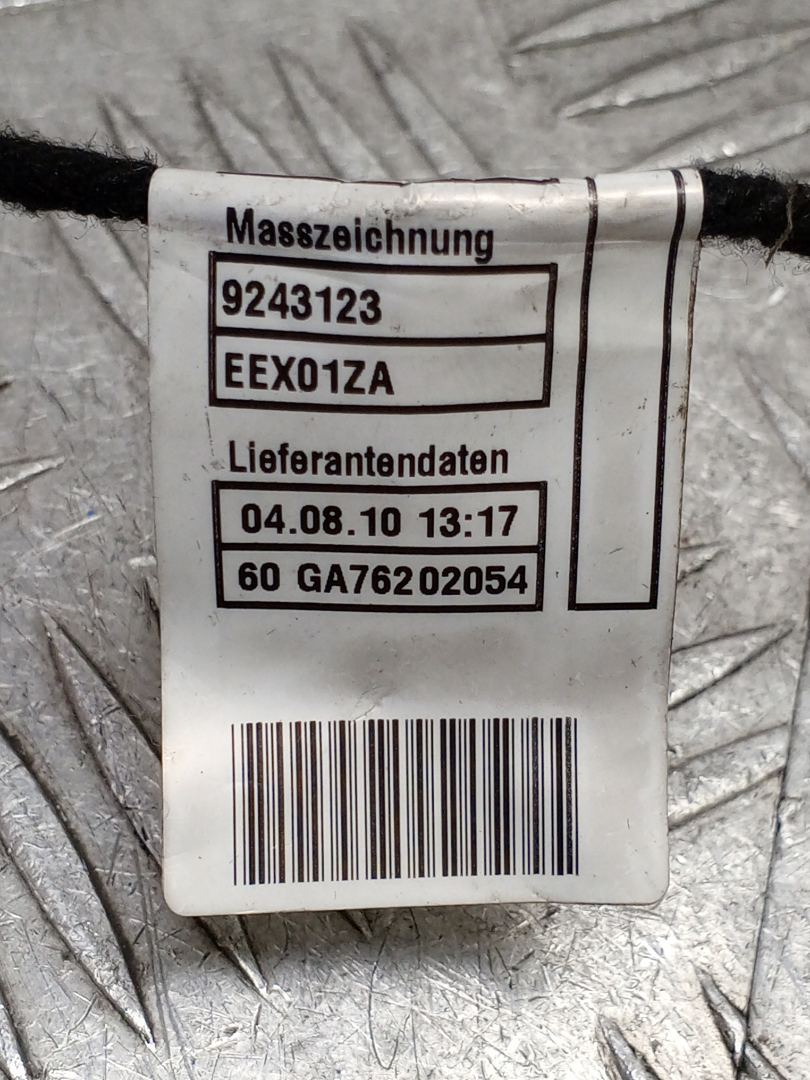 Masszeichnung
9243123
EEX01ZA
Lieferantendaten
04.08.10 13:17
60 GA76202054